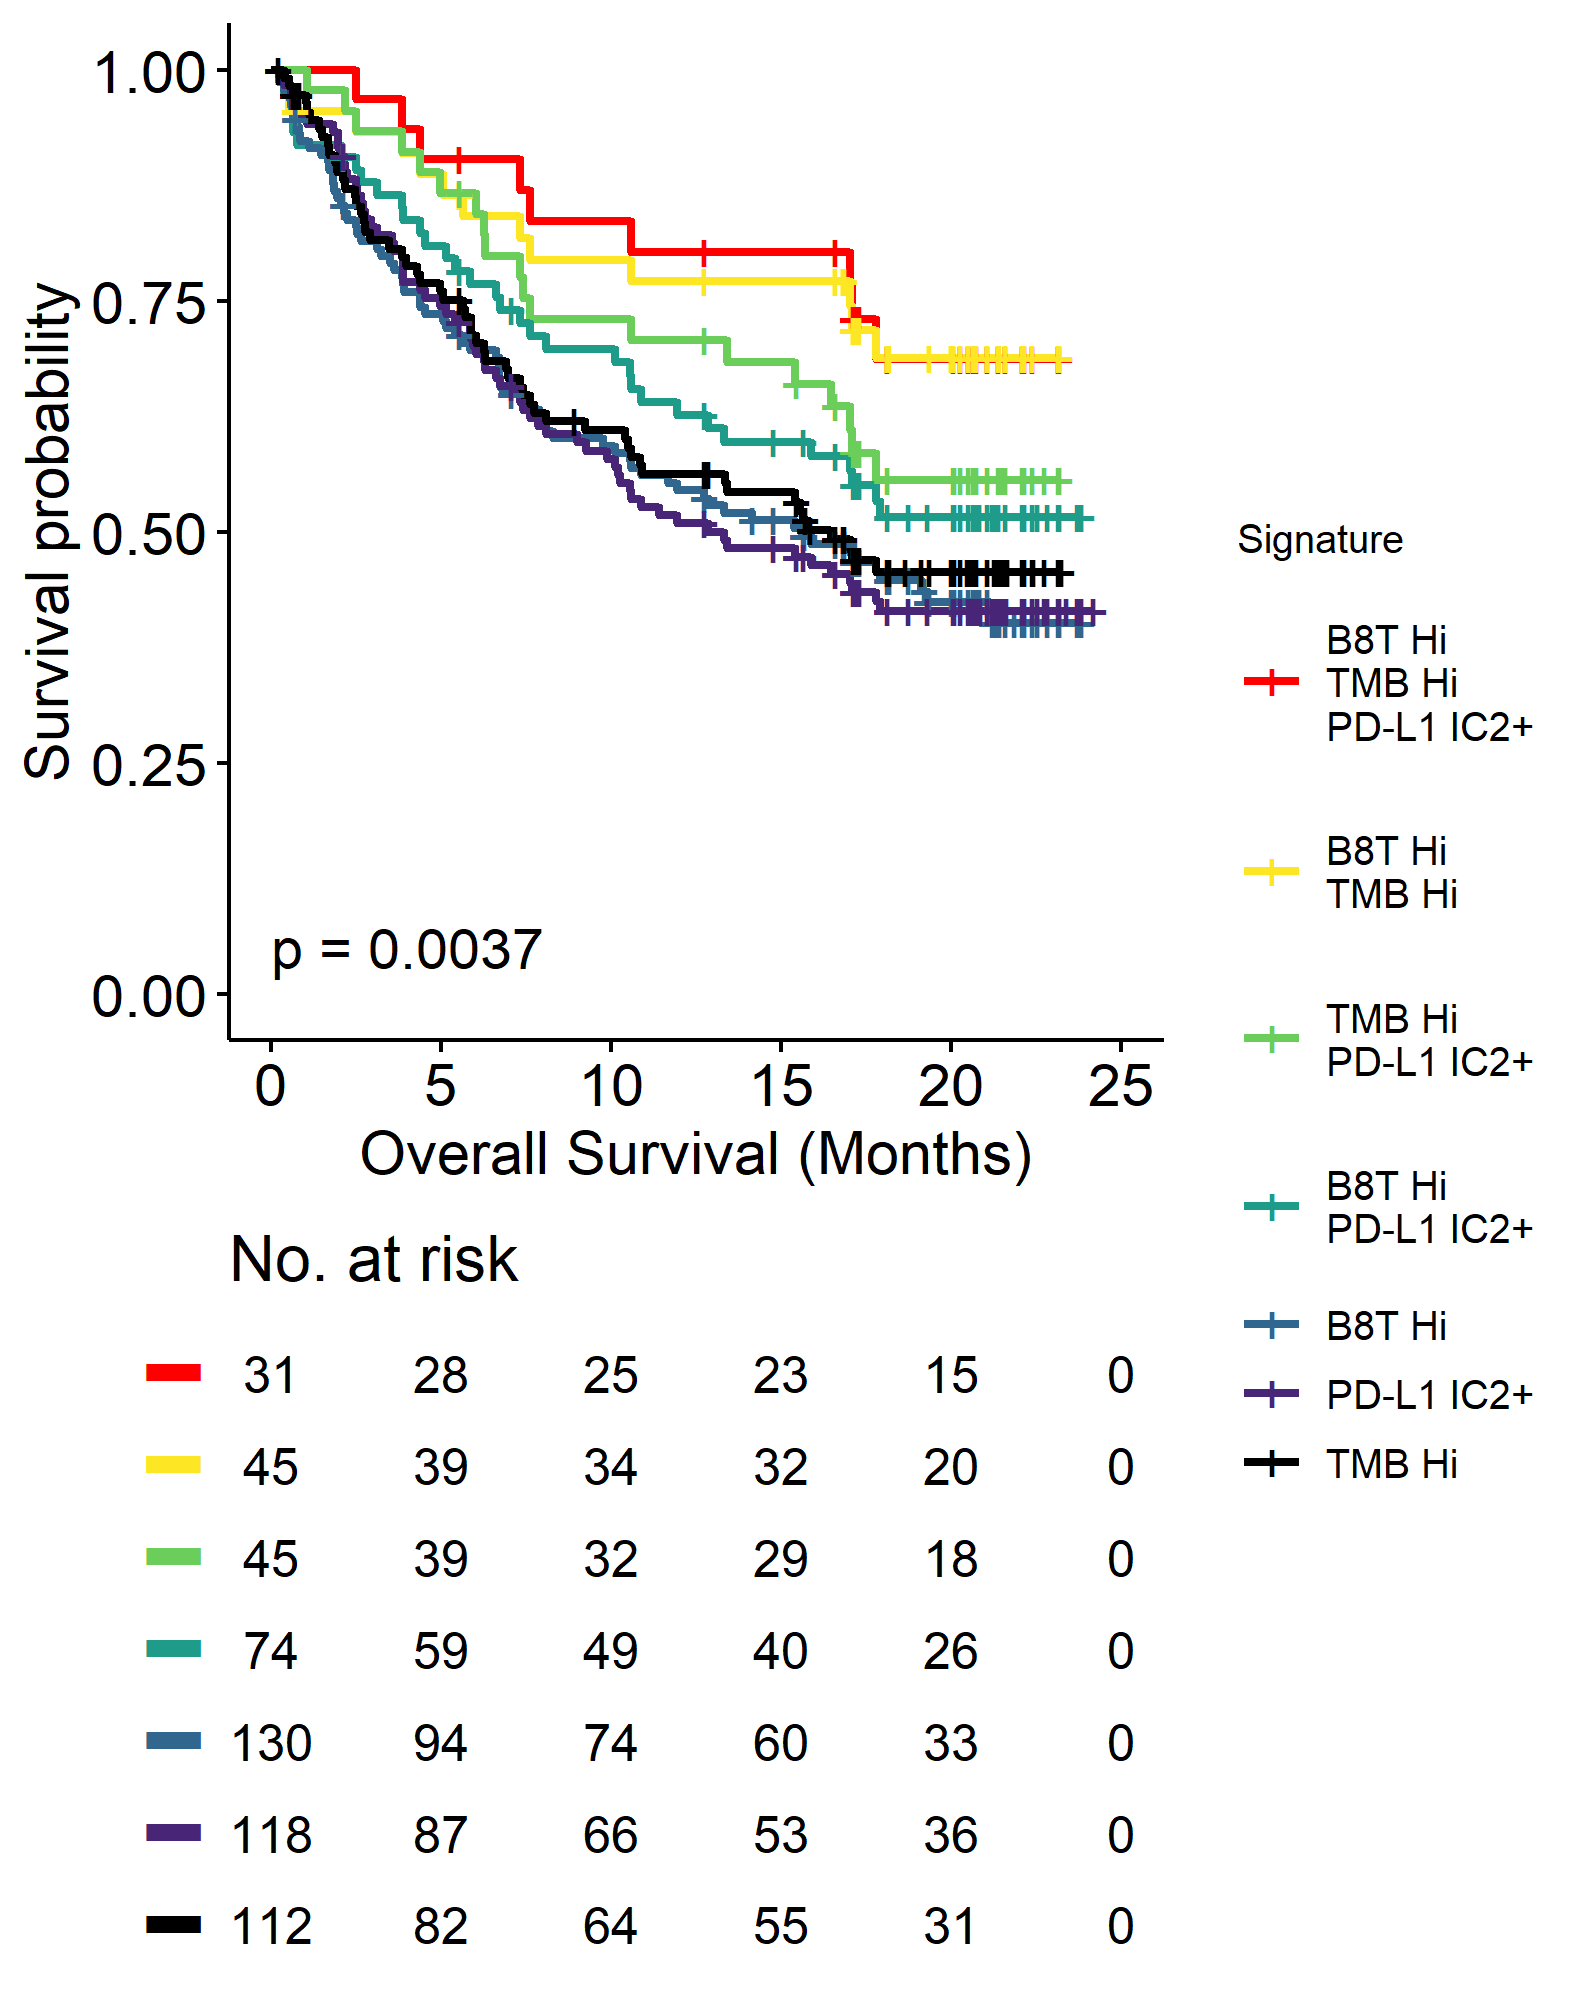 Survival probability
1.00
0.75
0.50
0.25
0.00
p = 0.0037
0 5 10 15 20 25
Overall Survival (Months)
Signature
B8T Hi
TMB Hi
PD-L1 IC2+
B8T Hi
TMB Hi
TMB Hi
PD-L1 IC2+
B8T Hi
PD-L1 IC2+
B8T Hi
PD-L1 IC2+
TMB Hi
No. at risk
31 28 25 23 15 0
45 39 34 32 20 0
45 39 32 29 18 0
74 59 49 40 26 0
130 94 74 60 33 0
118 87 66 53 36 0
112 82 64 55 31 0